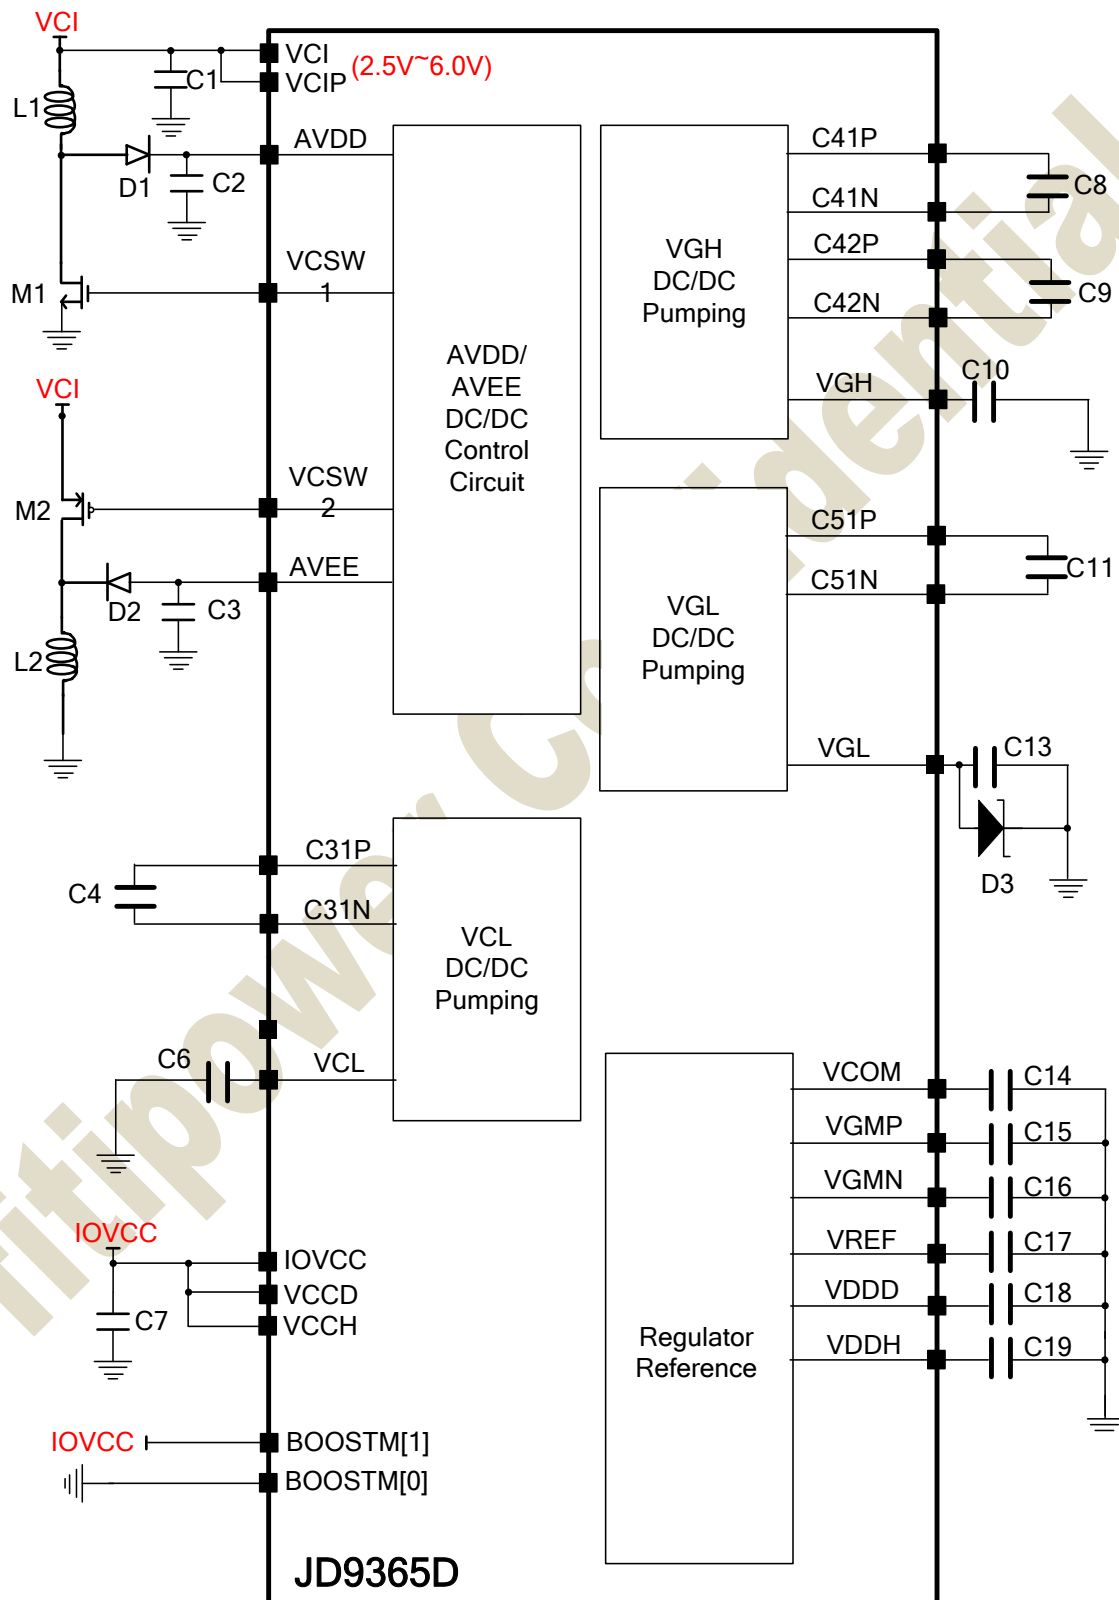 VCI
VCI
VCIP
(2.5V~6.0V)
C1
L1
AVDD
D1
C2
VCSW
1
M1
AVDD/
AVEE
DC/DC
Control
Circuit
VCI
VCSW
2
M2
AVEE
D2
C3
L2
VGH
DC/DC
Pumping
C41P
C8
C41N
C42P
C9
C42N
VGH
C10
VGL
DC/DC
Pumping
C51P
C11
C51N
VGL
C13
D3
C31P
C4
C31N
VCL
DC/DC
Pumping
C6
VCL
Regulator
Reference
VCOM
C14
VGMP
C15
VGMN
C16
VREF
C17
VDDD
C18
VDDH
C19
IOVCC
IOVCC
VCCD
C7
VCCH
IOVCC
BOOSTM[1]
BOOSTM[0]
JD9365D
fitipower Confidential